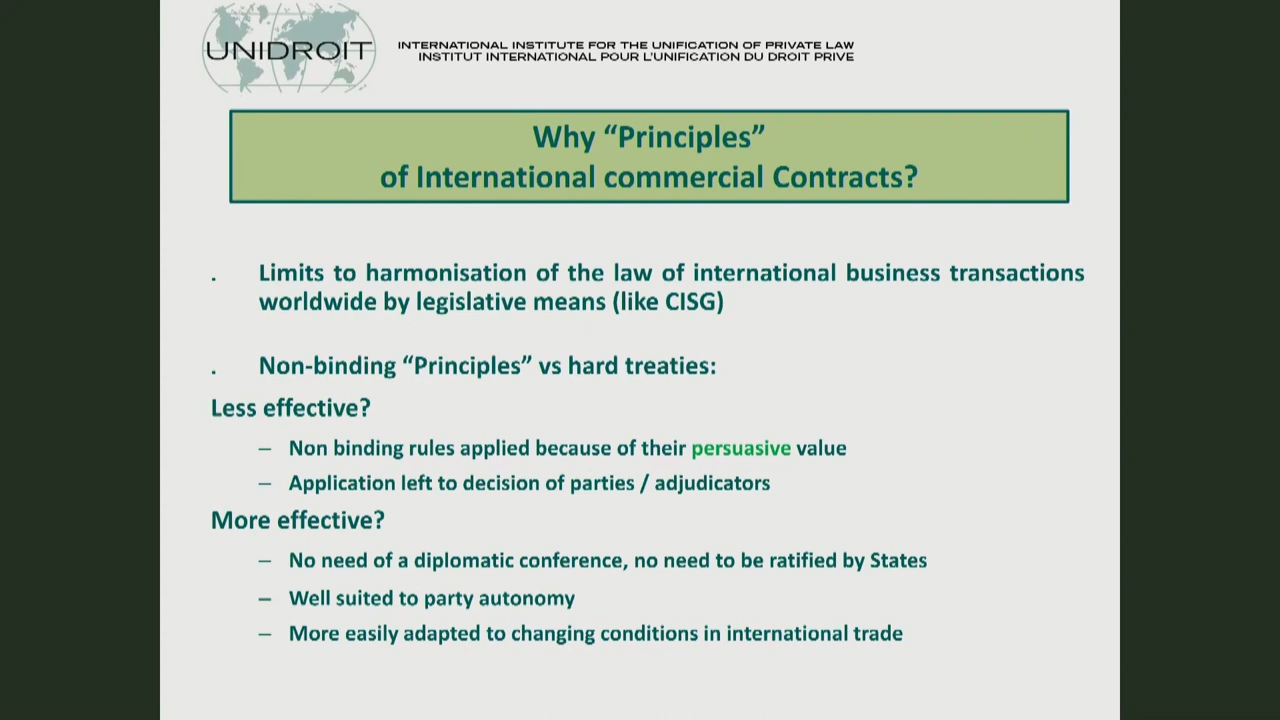 UNIDROIT
INTERNATIONAL INSTITUTE FOR THE UNIFICATION OF PRIVATE LAW
INSTITUT INTERNATIONAL POUR L'UNIFICATION DU DROIT PRIVE
Why “Principles”
of International commercial Contracts?
. Limits to harmonisation of the law of international business transactions
worldwide by legislative means (like CISG)
. Non-binding “Principles” vs hard treaties:
Less effective?
– Non binding rules applied because of their persuasive value
– Application left to decision of parties / adjudicators
More effective?
– No need of a diplomatic conference, no need to be ratified by States
– Well suited to party autonomy
– More easily adapted to changing conditions in international trade